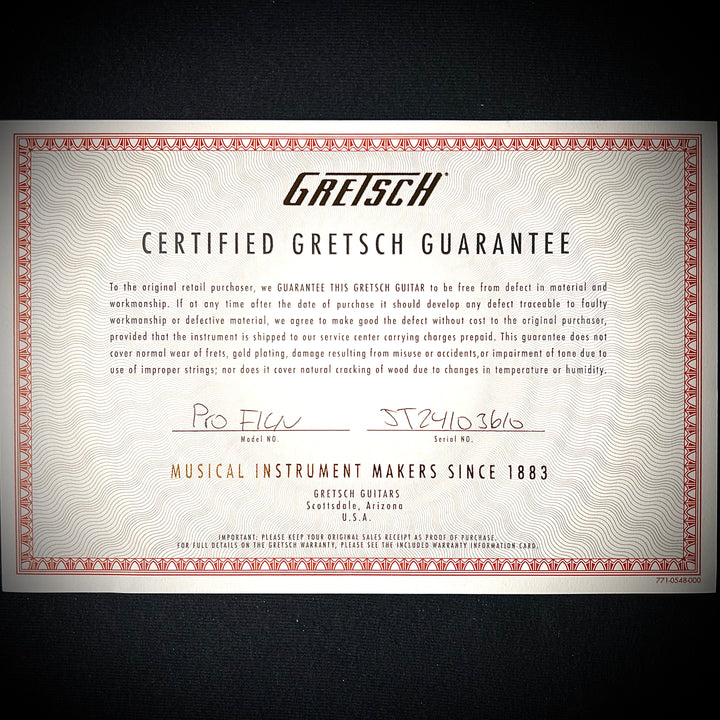 GRETSCH
CERTIFIED GRETSCH GUARANTEE
To the original retail purchaser, we GUARANTEE THIS GRETSCH GUITAR to be free from defect in material and
workmanship. If at any time after the date of purchase it should develop any defect traceable to faulty
workmanship or defective material, we agree to make good the defect without cost to the original purchaser,
provided that the instrument is shipped to our service center carrying charges prepaid. This guarantee does not
cover normal wear of frets, gold plating, damage resulting from misuse or accidents,or impairment of tone due to
use of improper strings; nor does it cover natural cracking of wood due to changes in temperature or humidity.
Pro JT24103610
Model NO. Serial NO.
MUSICAL INSTRUMENT MAKERS SINCE 1883
GRETSCH GUITARS
Scottsdale, Arizona
U.S.A.
IMPORTANT: PLEASE KEEP YOUR ORIGINAL SALES RECEIPT AS PROOF OF PURCHASE.
FOR FULL DETAILS ON THE GRETSCH WARRANTY, PLEASE SEE THE INCLUDED WARRANTY INFORMATION CARD.
771-0548-000